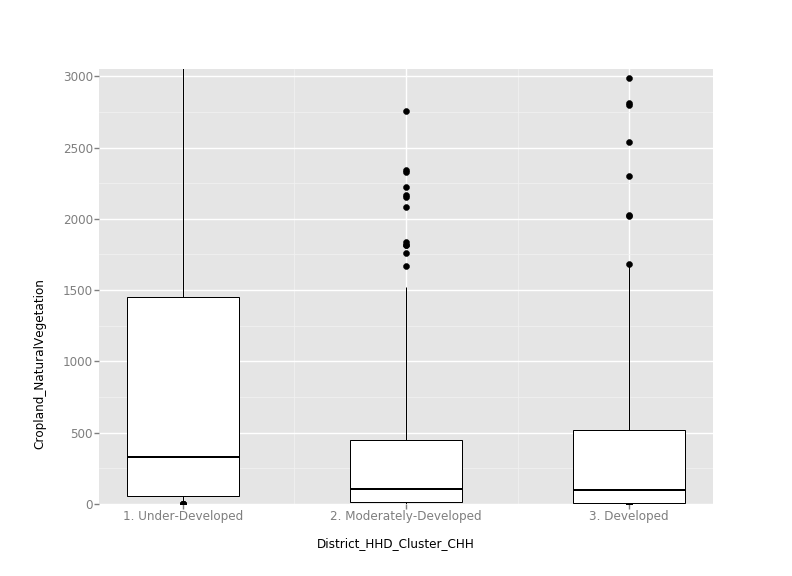 3000
2500
2000
1500
1000
500
0
Cropland_NaturalVegetation
1. Under-Developed
2. Moderately-Developed
3. Developed
District_HHD_Cluster_CHH